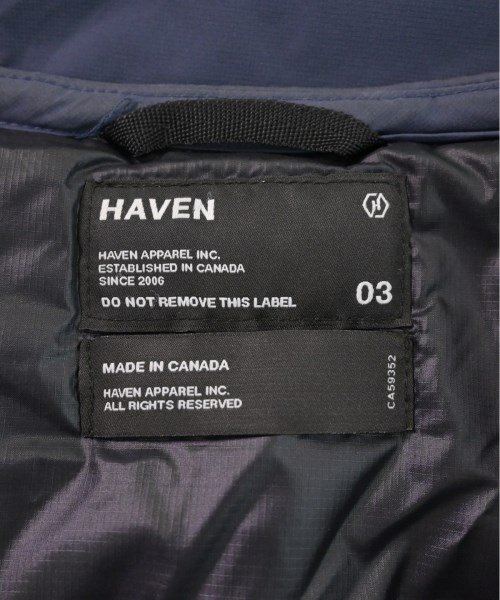 HAVEN
HAVEN APPAREL INC.
ESTABLISHED IN CANADA
SINCE 2006
DO NOT REMOVE THIS LABEL
03
MADE IN CANADA
HAVEN APPAREL INC.
ALL RIGHTS RESERVED
CA59352